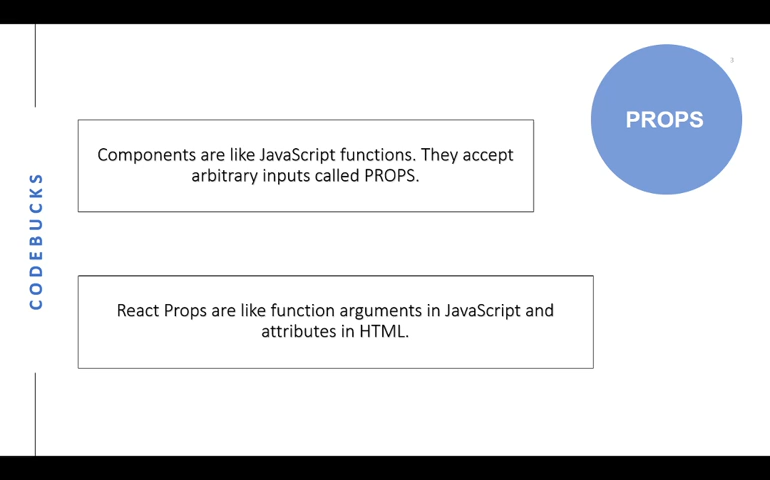 3
PROPS
Components are like JavaScript functions. They accept
arbitrary inputs called PROPS.
CODEBUCKS
React Props are like function arguments in JavaScript and
attributes in HTML.